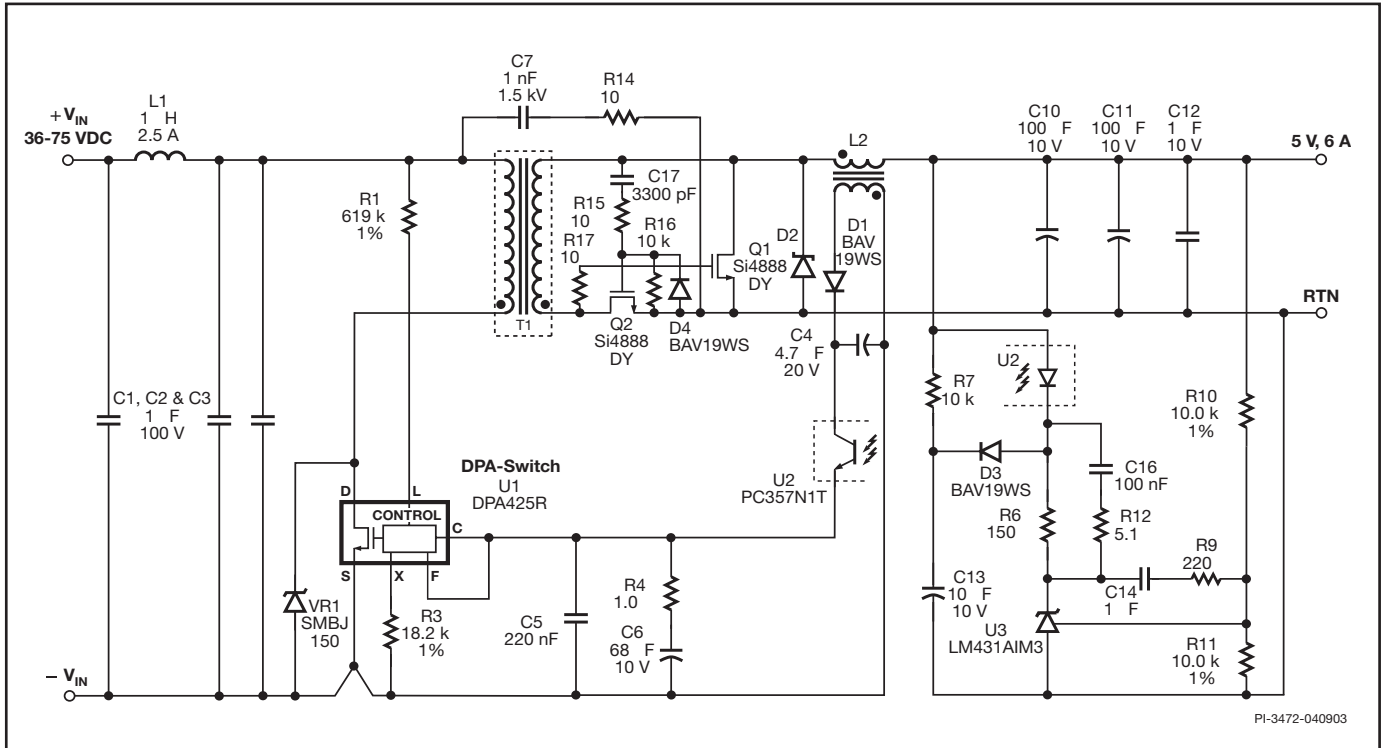 + VIN
36-75 VDC
L1
1 H
2.5 A
C7
1 nF
1.5 kV
R14
10
R1
619 k
1%
T1
C17
3300 pF
R15
10
R16
10 k
R17
10
Q1
Si4888
DY
Q2
Si4888
DY
D4
BAV19WS
D2
L2
D1
BAV
19WS
C4
4.7 F
20 V
C10
100 F
10 V
C11
100 F
10 V
C12
1 F
10 V
5 V, 6 A
RTN
C1, C2 & C3
1 F
100 V
DPA-Switch
U1
DPA425R
D
L
CONTROL
C
S
X
F
VR1
SMBJ
150
R3
18.2 k
1%
C5
220 nF
R4
1.0
C6
68 F
10 V
U2
PC357N1T
U2
R7
10 k
D3
BAV19WS
R6
150
C16
100 nF
R12
5.1
R9
220
C13
10 F
10 V
C14
1 F
U3
LM431AIM3
R10
10.0 k
1%
R11
10.0 k
1%
− VIN
PI-3472-040903